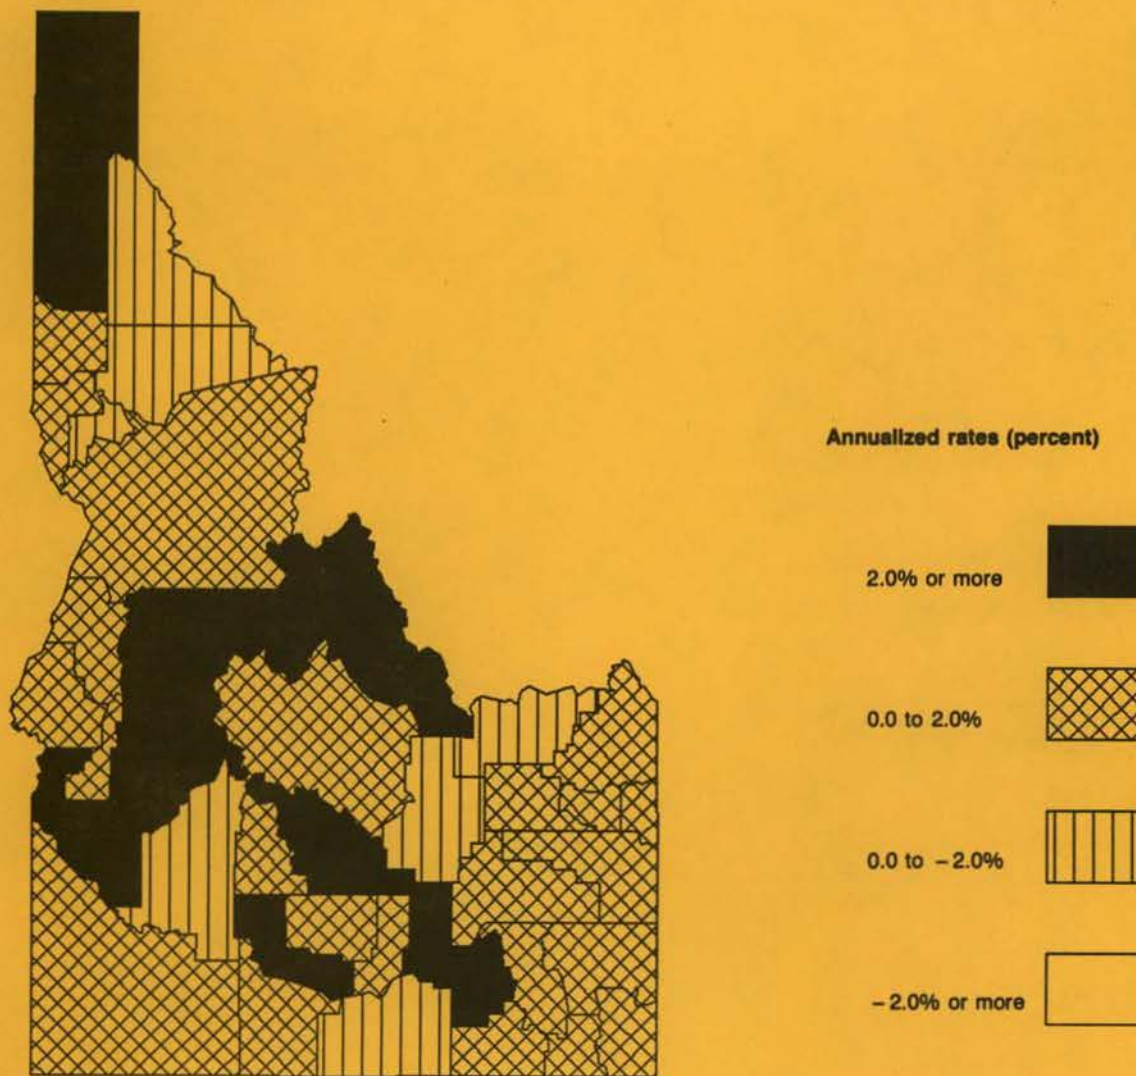 Annualized rates (percent)
2.0% or more
0.0 to 2.0%
0.0 to −2.0%
−2.0% or more